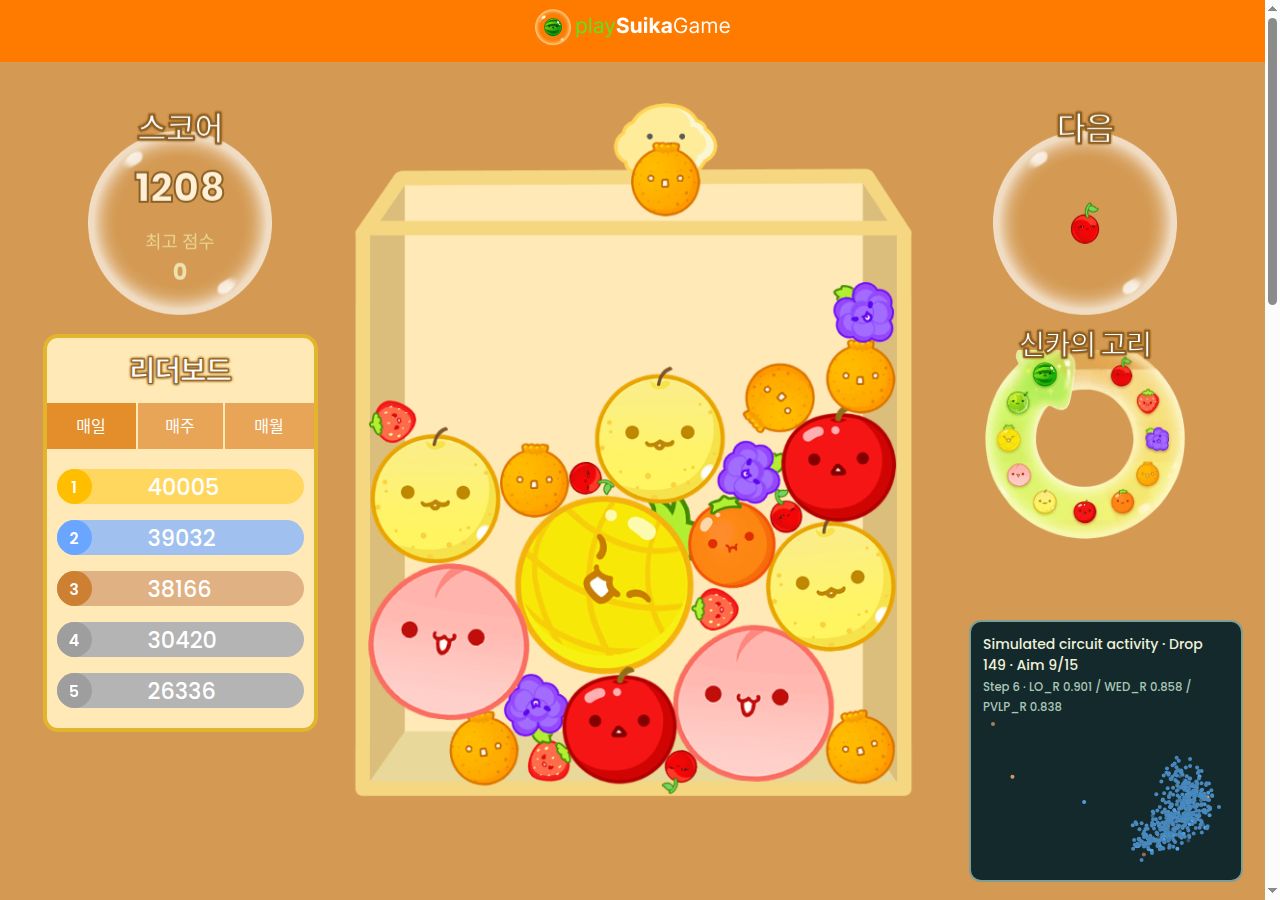 playSuikaGame
스코어
1208
최고 점수
0
다음
신카의 고리
리더보드
매일 매주 매월
1 40005
2 39032
3 38166
4 30420
5 26336
Simulated circuit activity · Drop
149 · Aim 9/15
Step 6 · LO_R 0.901 / WED_R 0.858 /
PVLP_R 0.838